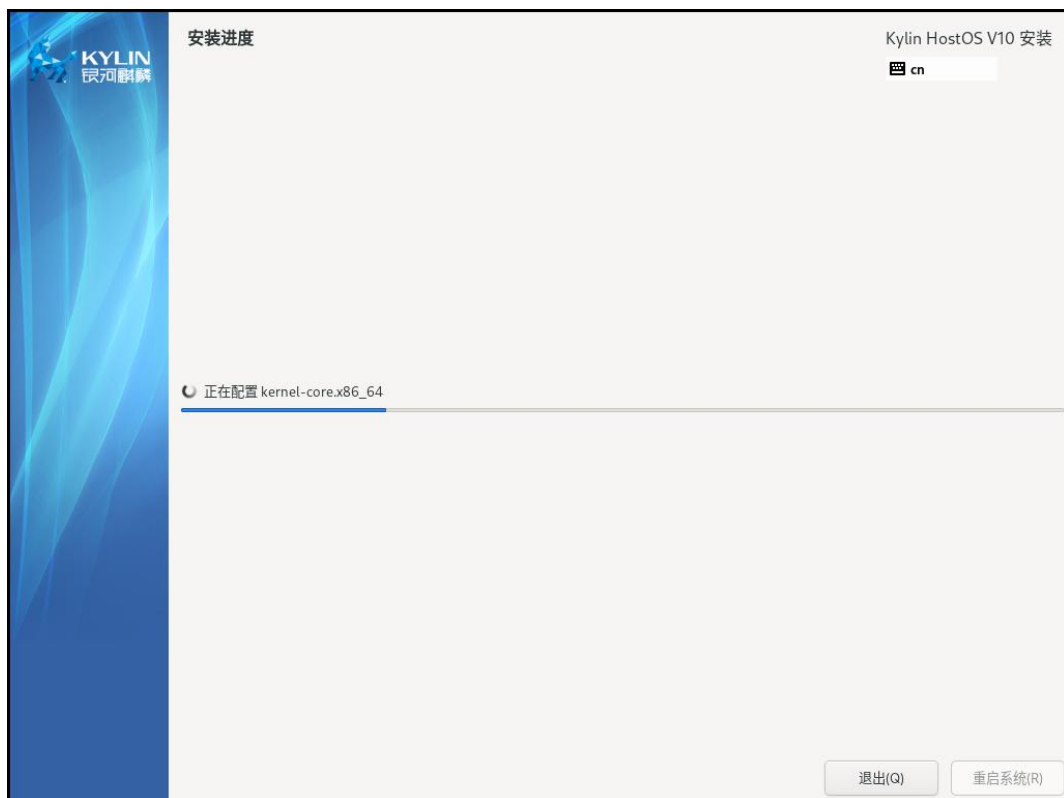 KYLIN
银河麒麟
安装进度
Kylin HostOS V10 安装
cn
正在配置 kernel-core.x86_64
退出(Q)
重启系统(R)